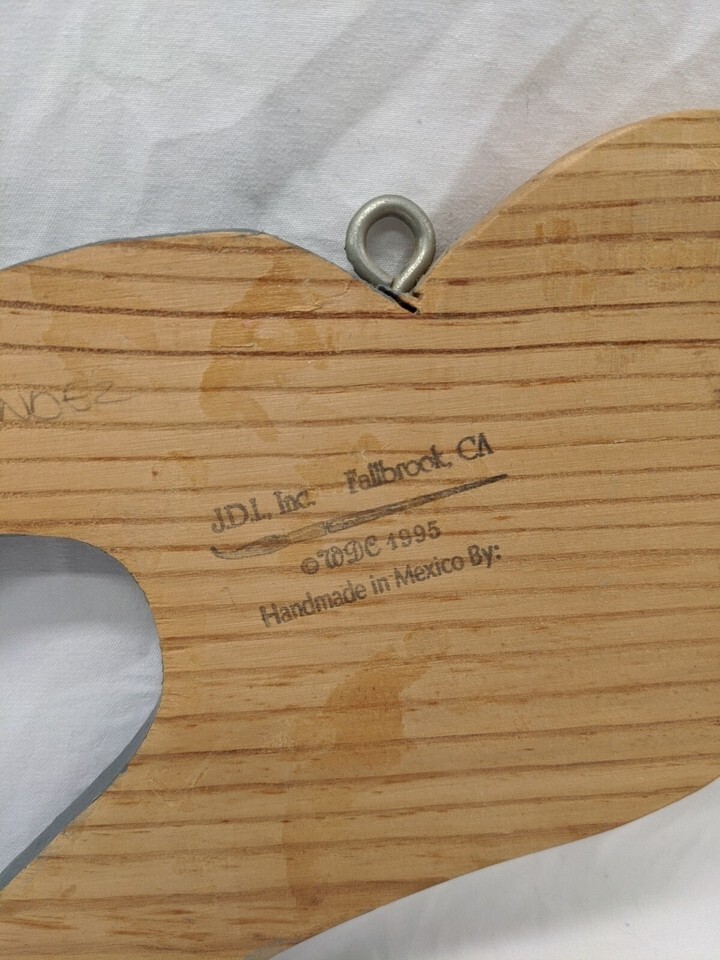 J.D.I., Inc. Fallbrook, CA
©WDC 1995
Handmade in Mexico By: